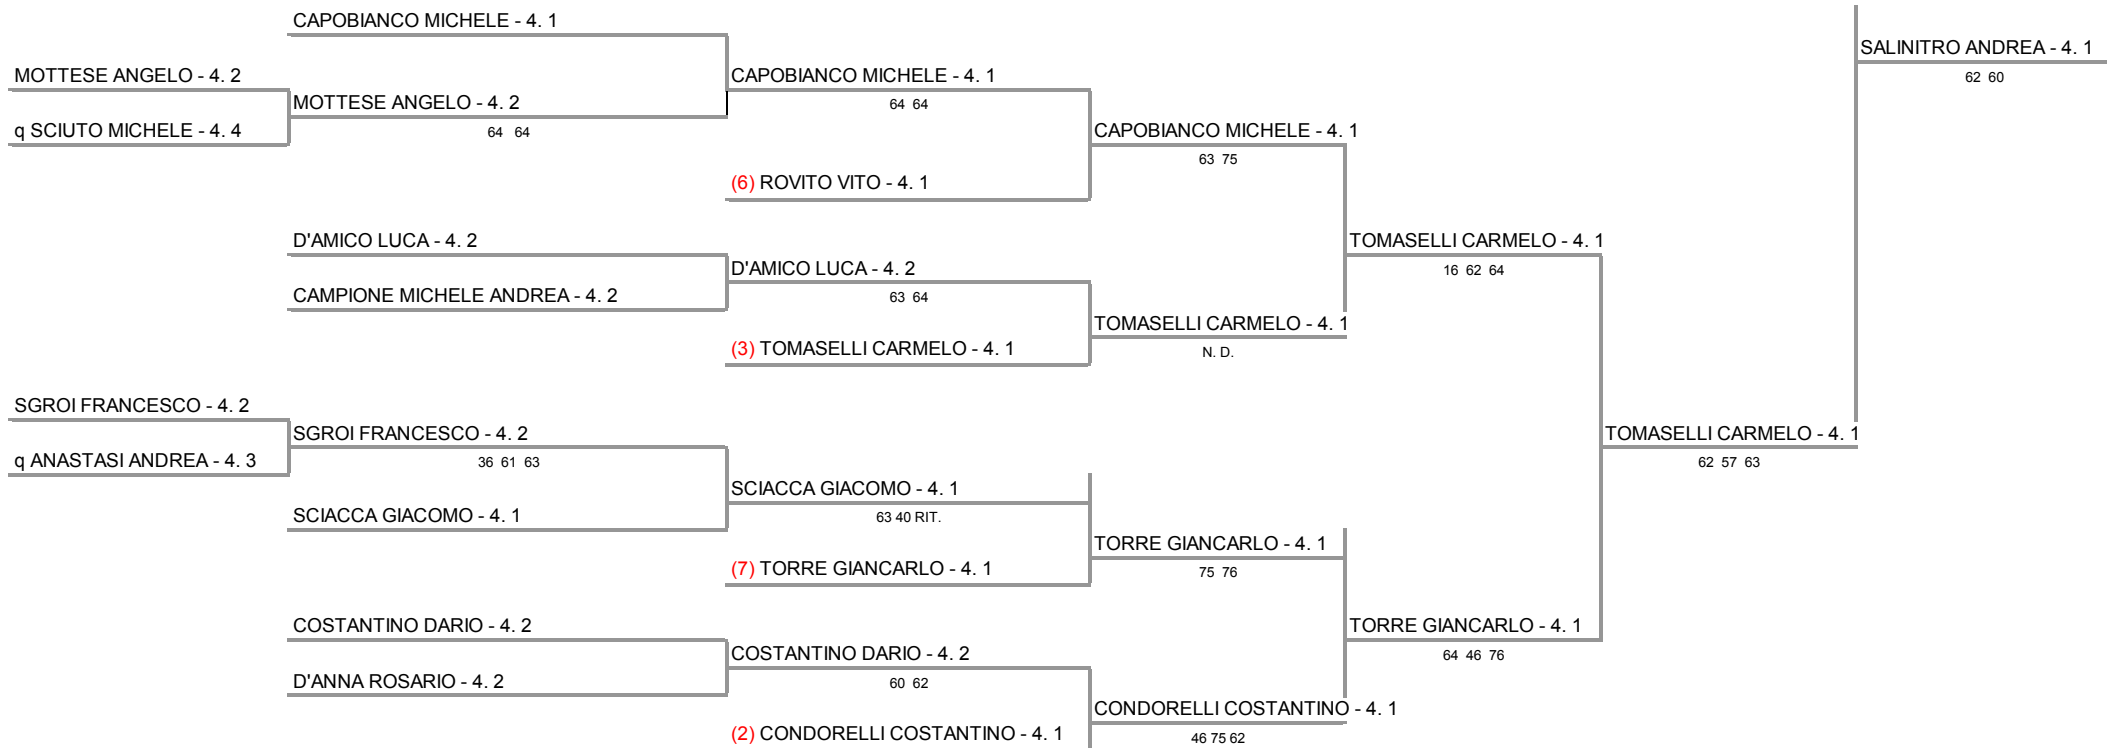 CAPOBIANCO MICHELE - 4. 1
SALINITRO ANDREA - 4. 1
MOTTESE ANGELO - 4. 2
CAPOBIANCO MICHELE - 4. 1
62 60
MOTTESE ANGELO - 4. 2
64 64
q SCIUTO MICHELE - 4. 4
64 64
CAPOBIANCO MICHELE - 4. 1
63 75
(6) ROVITO VITO - 4. 1
D'AMICO LUCA - 4. 2
TOMASELLI CARMELO - 4. 1
D'AMICO LUCA - 4. 2
16 62 64
CAMPIONE MICHELE ANDREA - 4. 2
63 64
TOMASELLI CARMELO - 4. 1
(3) TOMASELLI CARMELO - 4. 1
N. D.
SGROI FRANCESCO - 4. 2
SGROI FRANCESCO - 4. 2
TOMASELLI CARMELO - 4. 1
q ANASTASI ANDREA - 4. 3
36 61 63
62 57 63
SCIACCA GIACOMO - 4. 1
SCIACCA GIACOMO - 4. 1
63 40 RIT.
TORRE GIANCARLO - 4. 1
(7) TORRE GIANCARLO - 4. 1
75 76
COSTANTINO DARIO - 4. 2
TORRE GIANCARLO - 4. 1
COSTANTINO DARIO - 4. 2
64 46 76
D'ANNA ROSARIO - 4. 2
60 62
CONDORELLI COSTANTINO - 4. 1
(2) CONDORELLI COSTANTINO - 4. 1
46 75 62